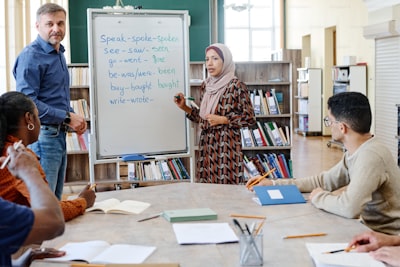 Speak-spoke-spoken
see - saw - seen
go - went - gone
be - was/were - been
buy - bought - bought
write - wrote -